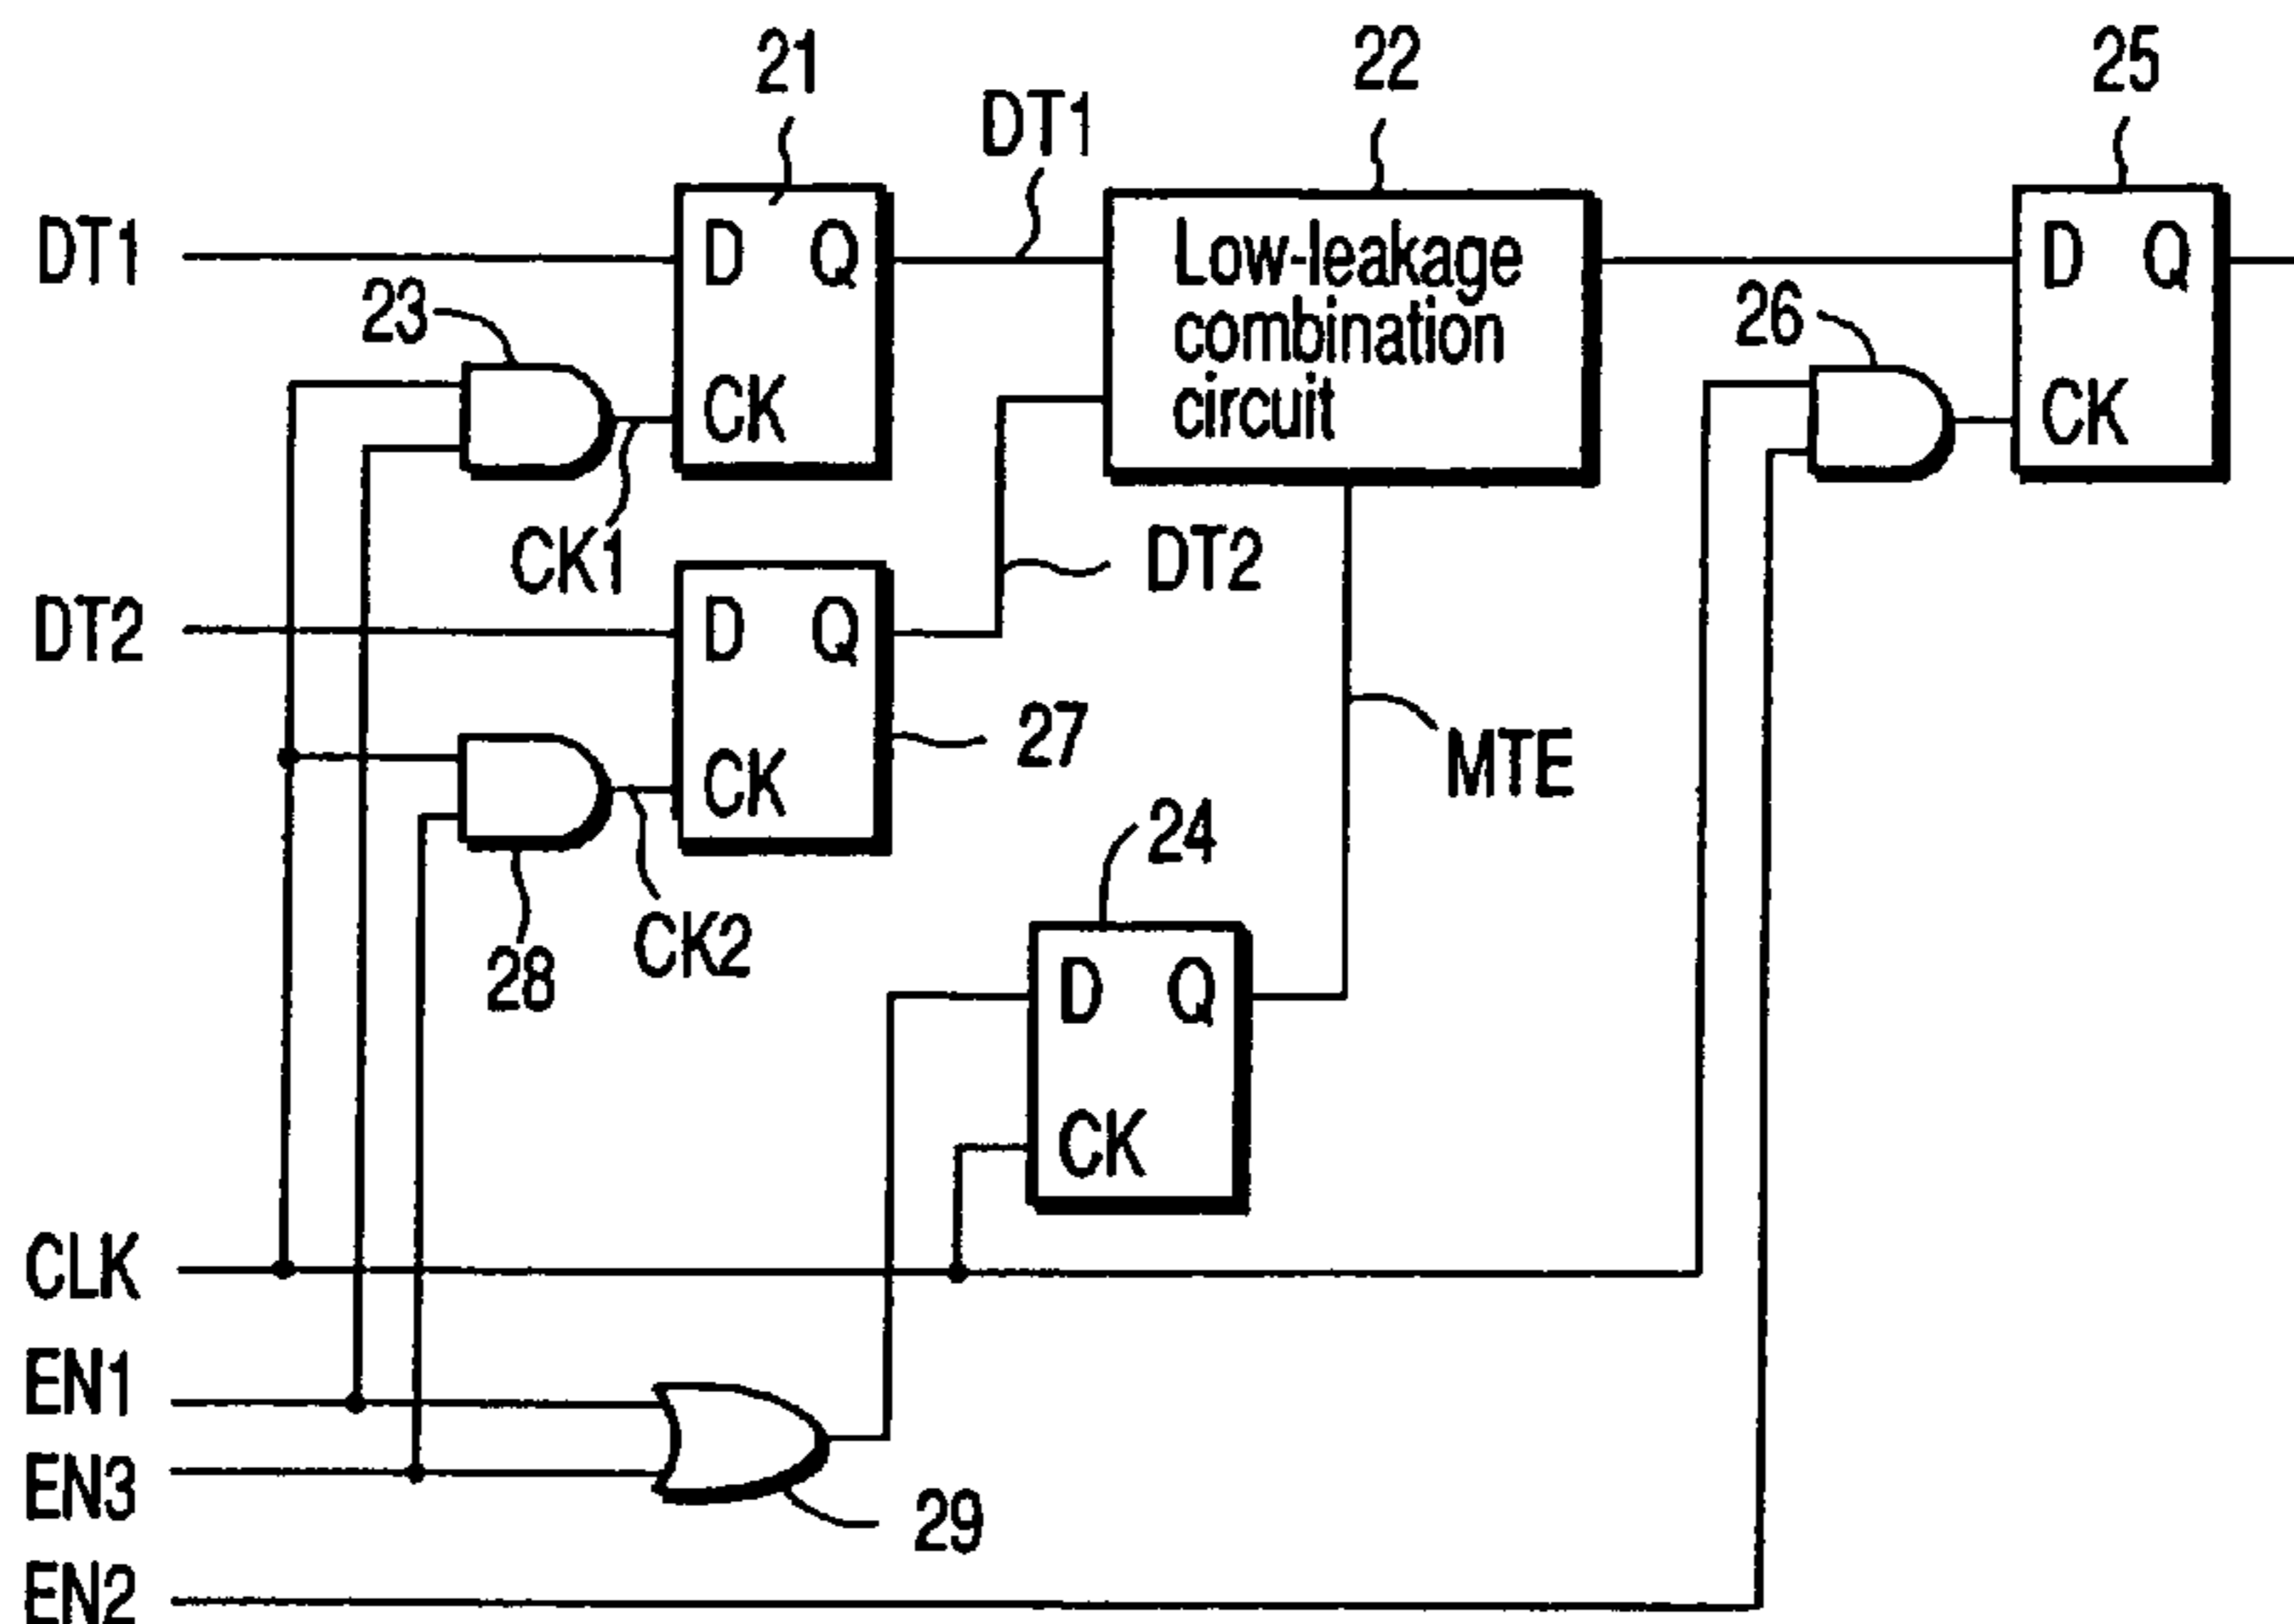 21
22
25
DT1
DT1
D Q
CK
Low-leakage
combination
circuit
D Q
CK
23
26
CK1
DT2
DT2
D Q
CK
27
MTE
28
CK2
24
D Q
CK
CLK
EN1
EN3
29
EN2